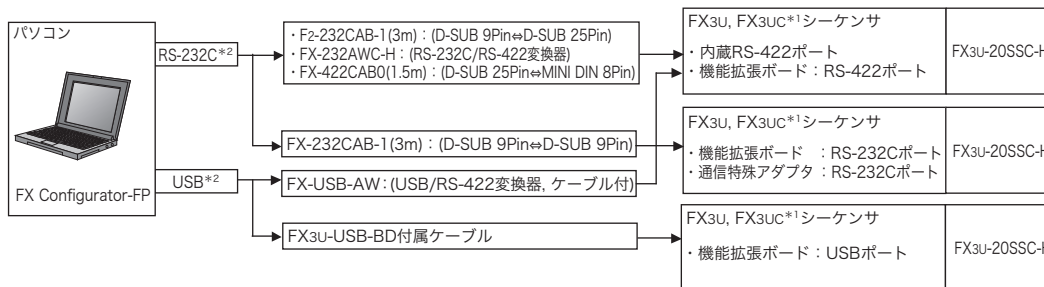 パソコン
FX Configurator-FP
RS-232C*2
USB*2
・F2-232CAB-1(3m)：(D-SUB 9Pin⇔D-SUB 25Pin)
・FX-232AWC-H：(RS-232C/RS-422変換器)
・FX-422CAB0(1.5m)：(D-SUB 25Pin⇔MINI DIN 8Pin)
FX-232CAB-1(3m)：(D-SUB 9Pin⇔D-SUB 9Pin)
FX-USB-AW：(USB/RS-422変換器, ケーブル付)
FX3U-USB-BD付属ケーブル
FX3U, FX3UC*1シーケンサ
・内蔵RS-422ポート
・機能拡張ボード：RS-422ポート
FX3U-20SSC-H
FX3U, FX3UC*1シーケンサ
・機能拡張ボード ：RS-232Cポート
・通信特殊アダプタ：RS-232Cポート
FX3U-20SSC-H
FX3U, FX3UC*1シーケンサ
・機能拡張ボード：USBポート
FX3U-20SSC-H